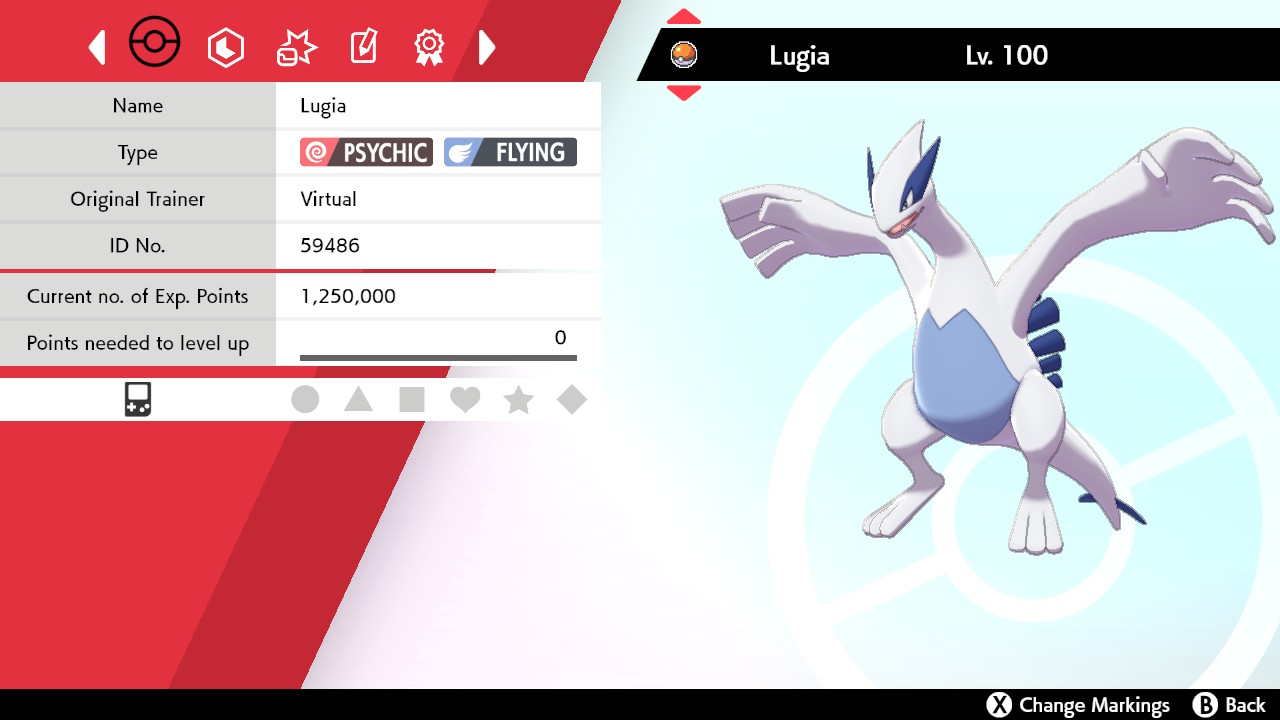 Lugia Lv. 100
Name Lugia
Type PSYCHIC FLYING
Original Trainer Virtual
ID No. 59486
Current no. of Exp. Points 1,250,000
Points needed to level up 0
X Change Markings B Back